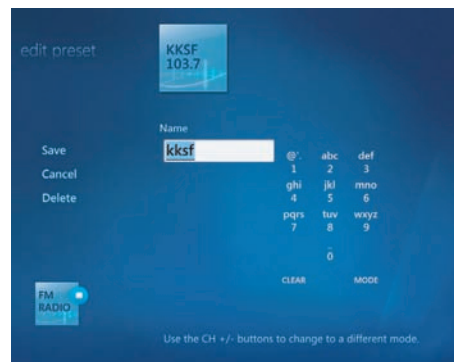 edit preset
KKSF
103.7
Name
kksf
Save
Cancel
Delete
@'. abc def
1 2 3
ghi jkl mno
4 5 6
pqrs tuv wxyz
7 8 9
0
CLEAR MODE
FM
RADIO
Use the CH +/- buttons to change to a different mode.